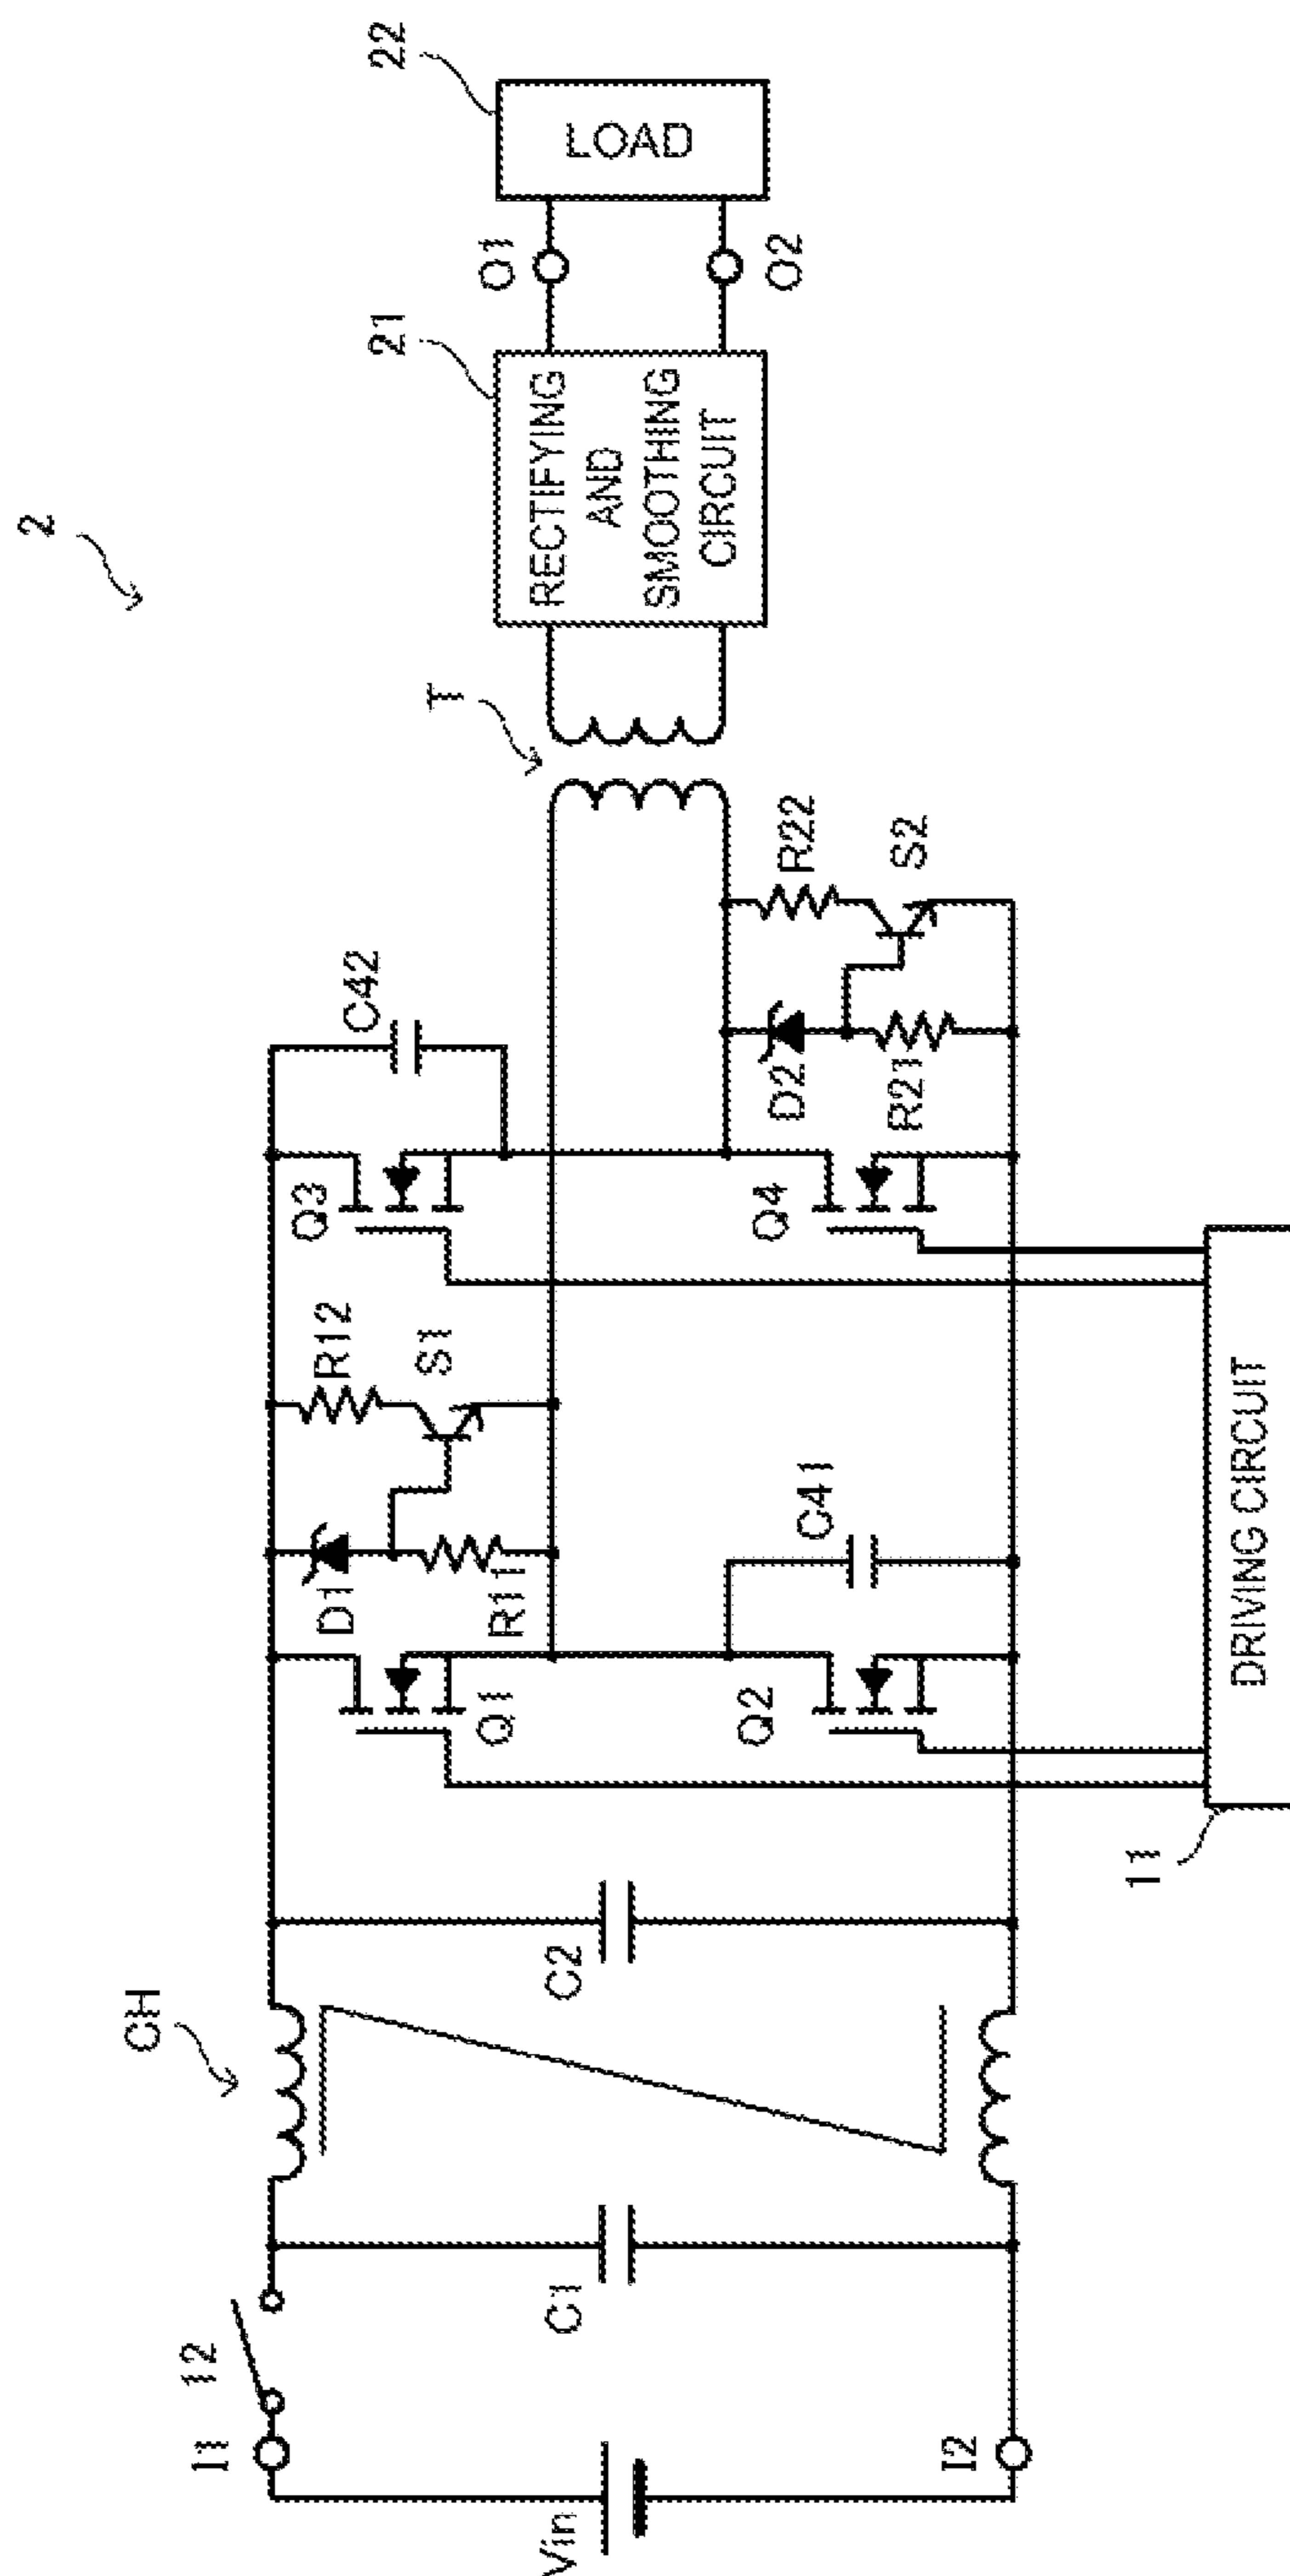 2
CH
12
I1
Vin
C1
I2
C2
Q1
D1
R11
R12
S1
Q2
C41
Q3
C42
Q4
D2
R21
R22
S2
T
RECTIFYING
AND
SMOOTHING
CIRCUIT
21
O1
O2
LOAD
22
DRIVING CIRCUIT
11